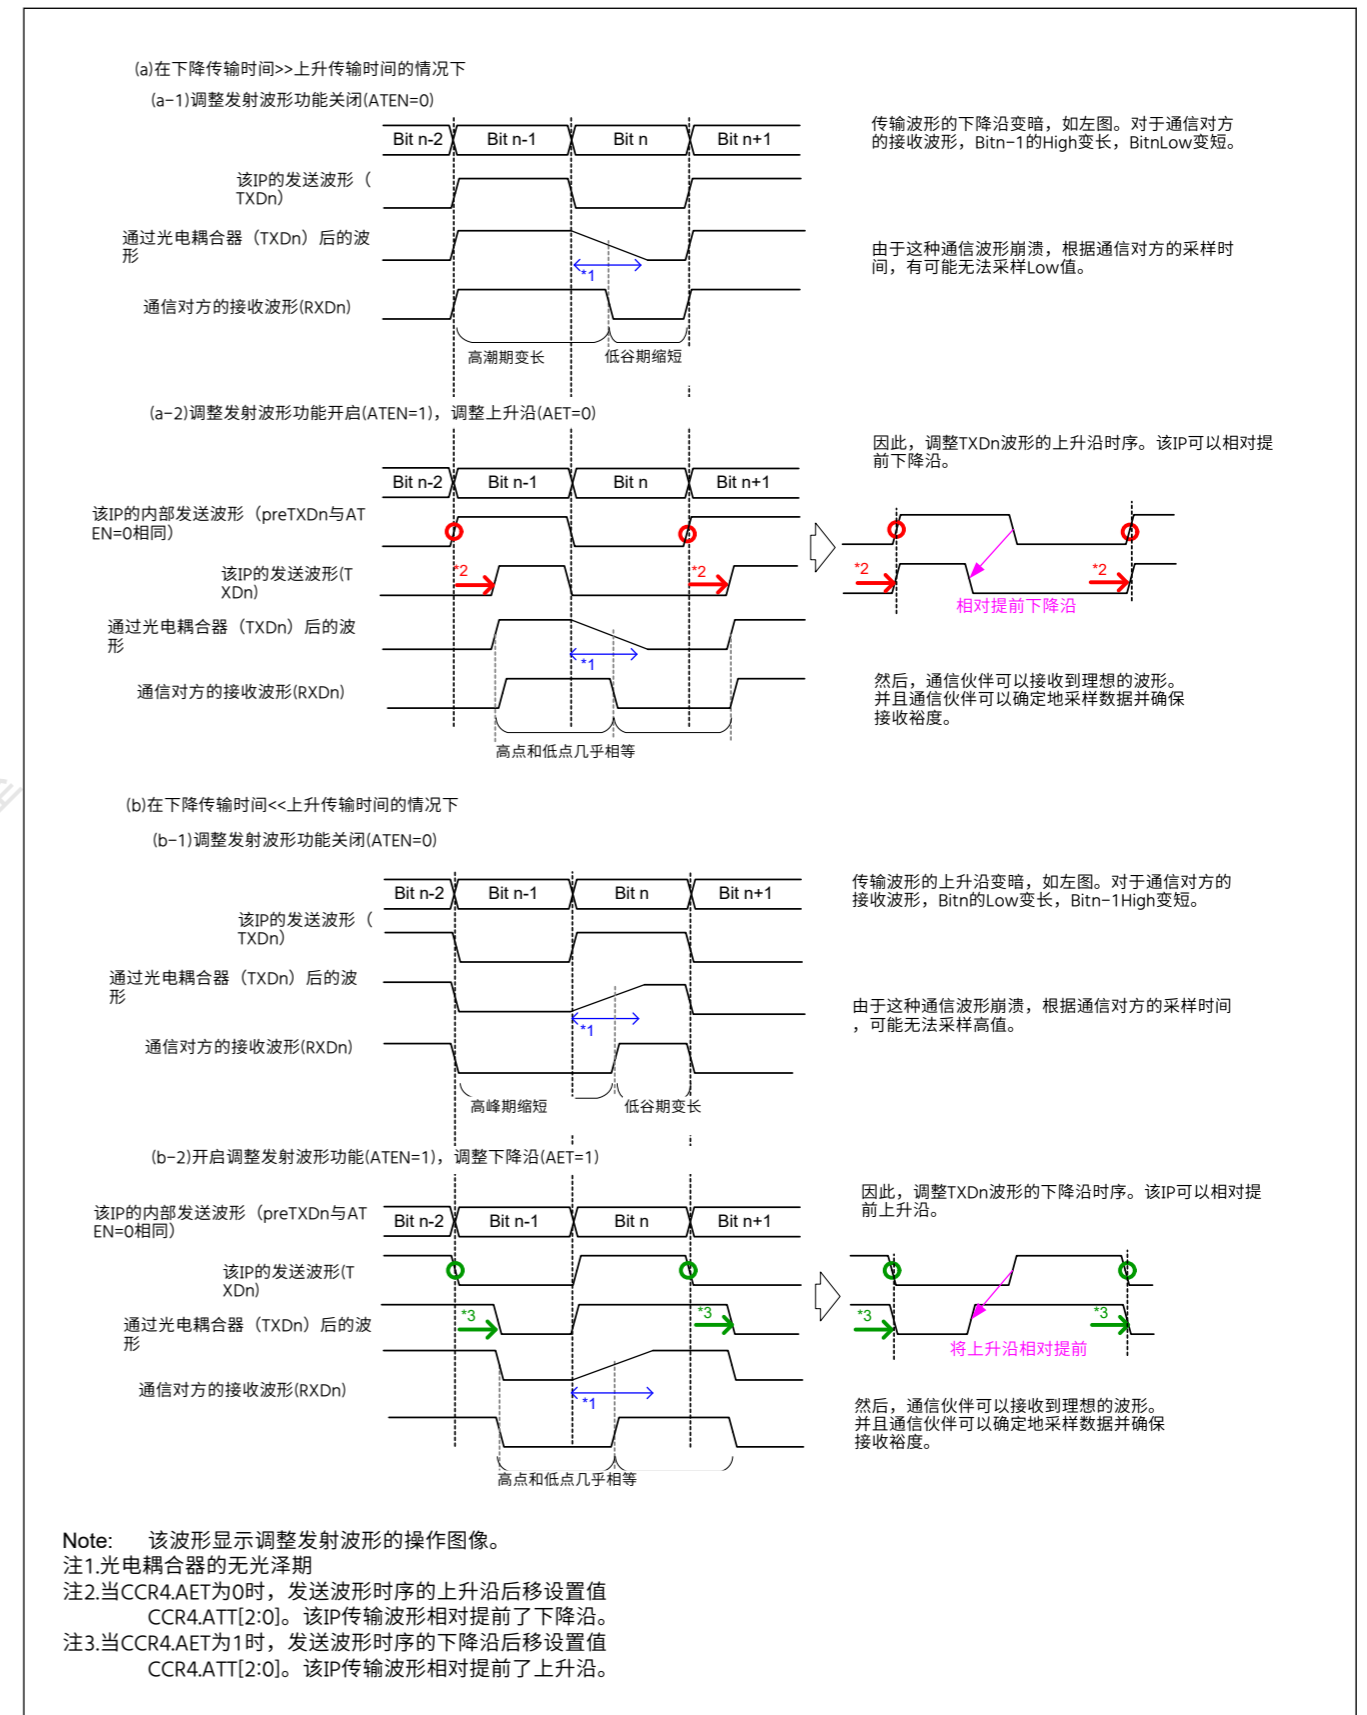 (a)在下降传输时间>>上升传输时间的情况下
(a-1)调整发射波形功能关闭(ATEN=0)
Bit n-2 Bit n-1 Bit n Bit n+1
传输波形的下降沿变暗，如左图。对于通信对方
的接收波形，Bitn-1的High变长，BitnLow变短。
该IP的发送波形（
TXDn）
通过光电耦合器（TXDn）后的波
形
*1
由于这种通信波形崩溃，根据通信对方的采样时
间，有可能无法采样Low值。
通信对方的接收波形(RXDn)
高潮期变长 低谷期缩短
(a-2)调整发射波形功能开启(ATEN=1)，调整上升沿(AET=0)
因此，调整TXDn波形的上升沿时序。该IP可以相对提
前下降沿。
Bit n-2 Bit n-1 Bit n Bit n+1
该IP的内部发送波形（preTXDn与AT
EN=0相同）
该IP的发送波形(T
XDn)
*2 *2 *2 *2
相对提前下降沿
通过光电耦合器（TXDn）后的波
形
*1
通信对方的接收波形(RXDn)
然后，通信伙伴可以接收到理想的波形。
并且通信伙伴可以确定地采样数据并确保
接收裕度。
高点和低点几乎相等
(b)在下降传输时间<<上升传输时间的情况下
(b-1)调整发射波形功能关闭(ATEN=0)
Bit n-2 Bit n-1 Bit n Bit n+1
传输波形的上升沿变暗，如左图。对于通信对方的
接收波形，Bitn的Low变长，Bitn-1High变短。
该IP的发送波形（
TXDn）
通过光电耦合器（TXDn）后的波
形
*1
由于这种通信波形崩溃，根据通信对方的采样时间
，可能无法采样高值。
通信对方的接收波形(RXDn)
高峰期缩短 低谷期变长
(b-2)开启调整发射波形功能(ATEN=1)，调整下降沿(AET=1)
因此，调整TXDn波形的下降沿时序。该IP可以相对提
前上升沿。
该IP的内部发送波形（preTXDn与AT
EN=0相同）
Bit n-2 Bit n-1 Bit n Bit n+1
该IP的发送波形(T
XDn)
*3 *3 *3 *3
通过光电耦合器（TXDn）后的波
形
将上升沿相对提前
通信对方的接收波形(RXDn)
*1
然后，通信伙伴可以接收到理想的波形。
并且通信伙伴可以确定地采样数据并确保
接收裕度。
高点和低点几乎相等
Note: 该波形显示调整发射波形的操作图像。
注1.光电耦合器的无光泽期
注2.当CCR4.AET为0时，发送波形时序的上升沿后移设置值
CCR4.ATT[2:0]。该IP传输波形相对提前了下降沿。
注3.当CCR4.AET为1时，发送波形时序的下降沿后移设置值
CCR4.ATT[2:0]。该IP传输波形相对提前了上升沿。